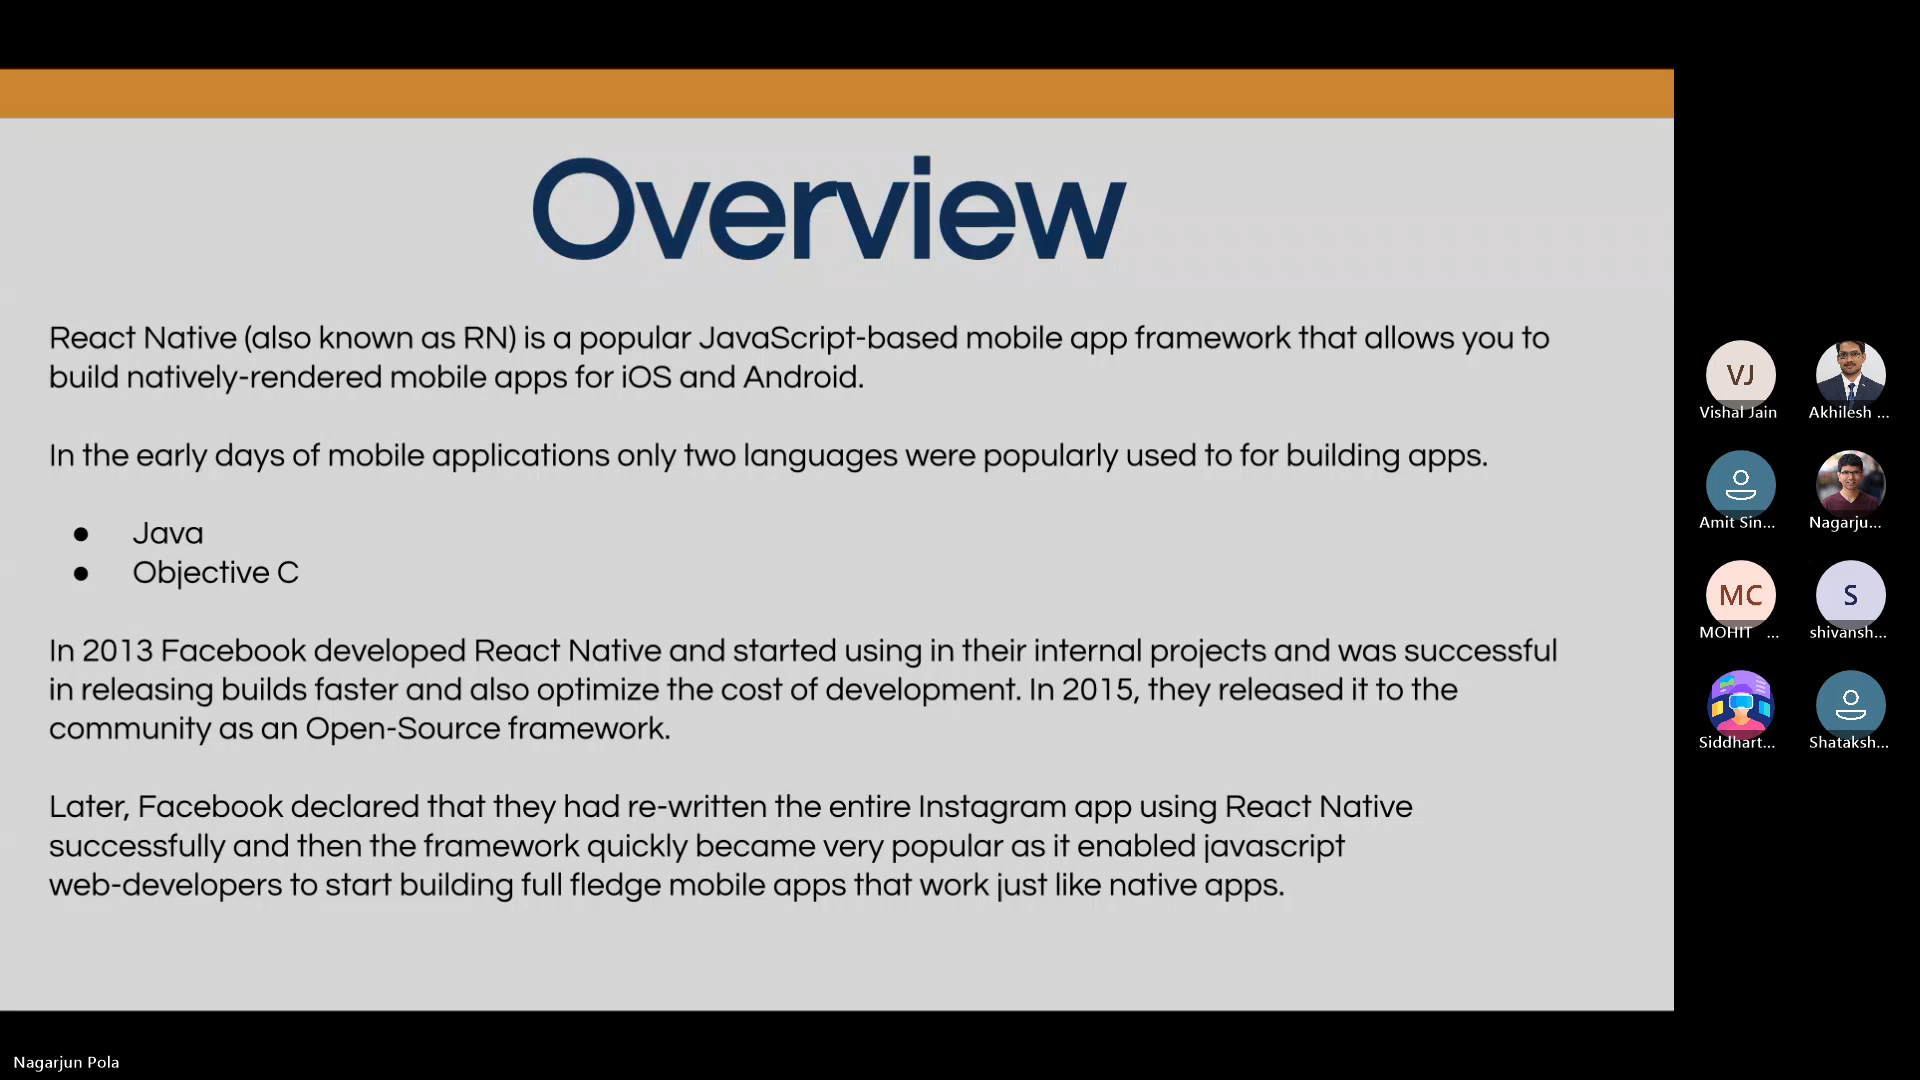 Overview
React Native (also known as RN) is a popular JavaScript-based mobile app framework that allows you to
build natively-rendered mobile apps for iOS and Android.
In the early days of mobile applications only two languages were popularly used to for building apps.
● Java
● Objective C
In 2013 Facebook developed React Native and started using in their internal projects and was successful
in releasing builds faster and also optimize the cost of development. In 2015, they released it to the
community as an Open-Source framework.
Later, Facebook declared that they had re-written the entire Instagram app using React Native
successfully and then the framework quickly became very popular as it enabled javascript
web-developers to start building full fledge mobile apps that work just like native apps.
VJ
Vishal Jain
Akhilesh ...
Amit Sin...
Nagarju...
MC
MOHIT ...
S
shivansh...
Siddhart...
Shataksh...
Nagarjun Pola